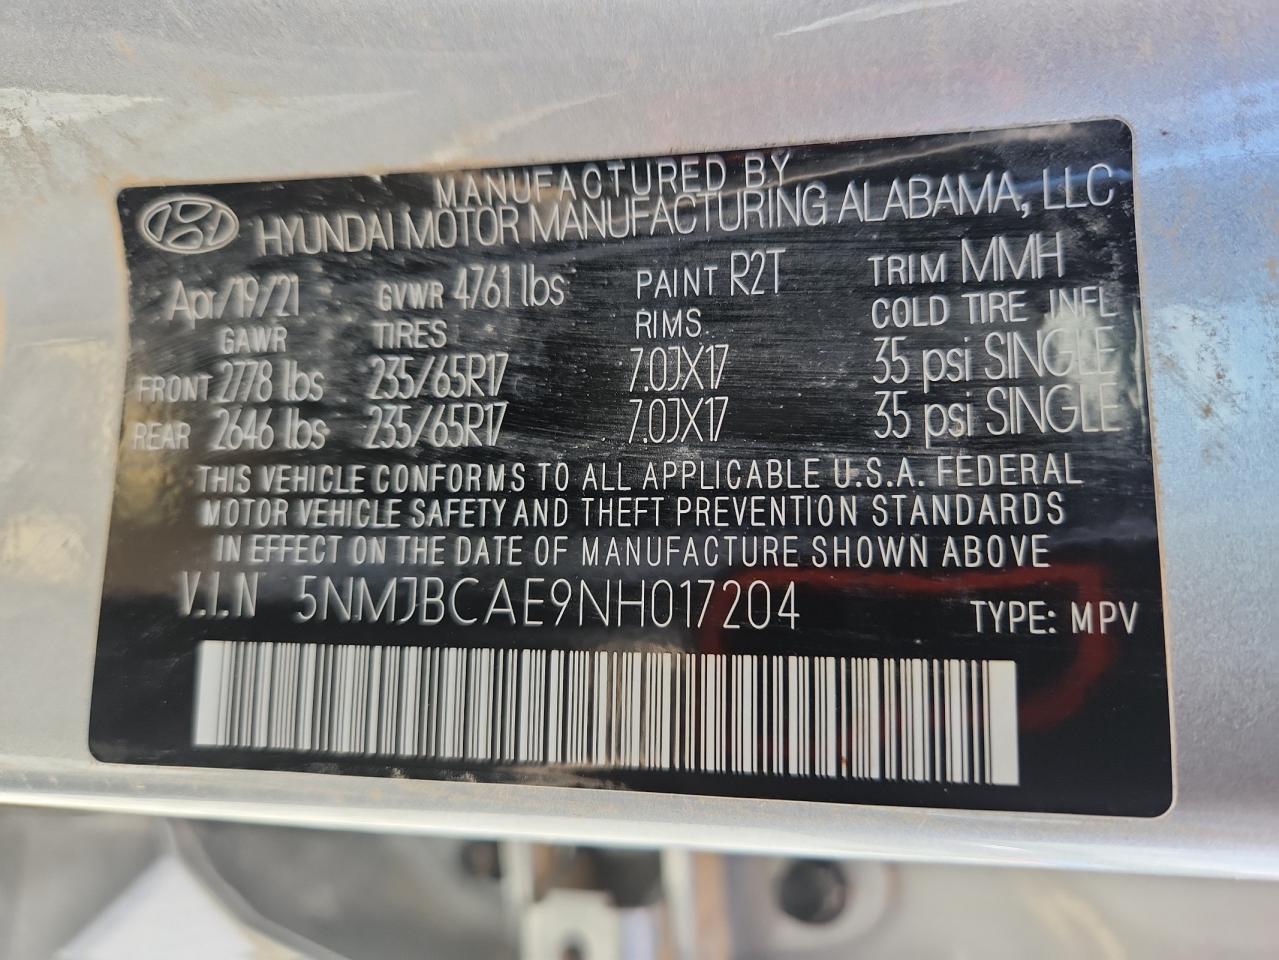 MANUFACTURED BY
HYUNDAI MOTOR MANUFACTURING ALABAMA, LLC
Apr/19/21 GVWR 4761 lbs PAINT R2T TRIM MMH
GAWR TIRES RIMS. COLD TIRE INFL
FRONT 2778 lbs 235/65R17 7.0JX17 35 psi SINGLE
REAR 2646 lbs 235/65R17 7.0JX17 35 psi SINGLE
THIS VEHICLE CONFORMS TO ALL APPLICABLE U.S.A. FEDERAL
MOTOR VEHICLE SAFETY AND THEFT PREVENTION STANDARDS
IN EFFECT ON THE DATE OF MANUFACTURE SHOWN ABOVE
V.I.N 5NMJBCAE9NH017204 TYPE: MPV